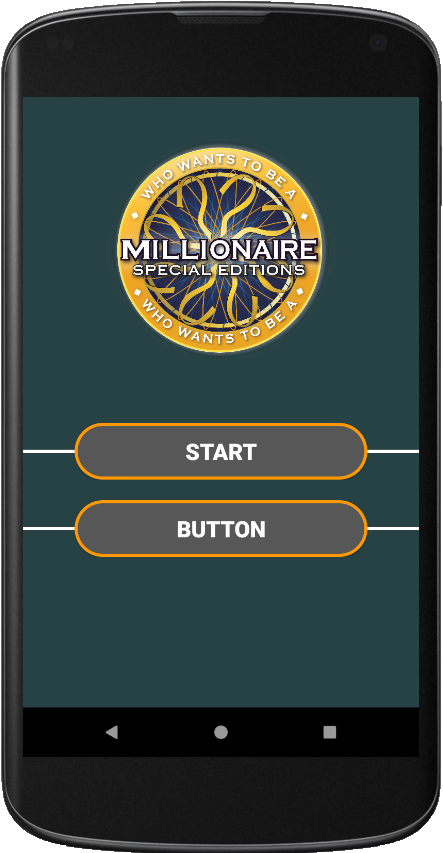 WHO WANTS TO BE A
MILLIONAIRE
SPECIAL EDITIONS
WHO WANTS TO BE A
START
BUTTON